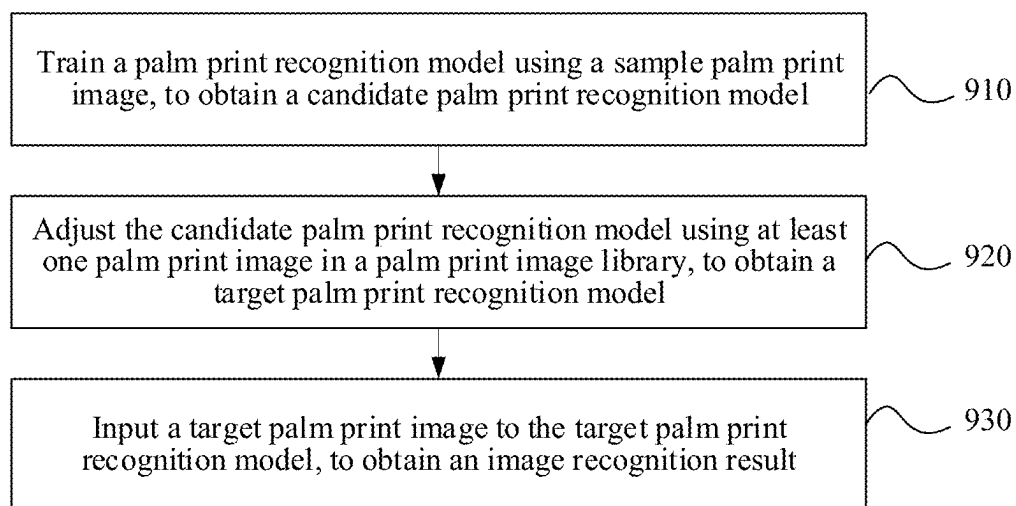 Train a palm print recognition model using a sample palm print
image, to obtain a candidate palm print recognition model
910
Adjust the candidate palm print recognition model using at least
one palm print image in a palm print image library, to obtain a
target palm print recognition model
920
Input a target palm print image to the target palm print
recognition model, to obtain an image recognition result
930